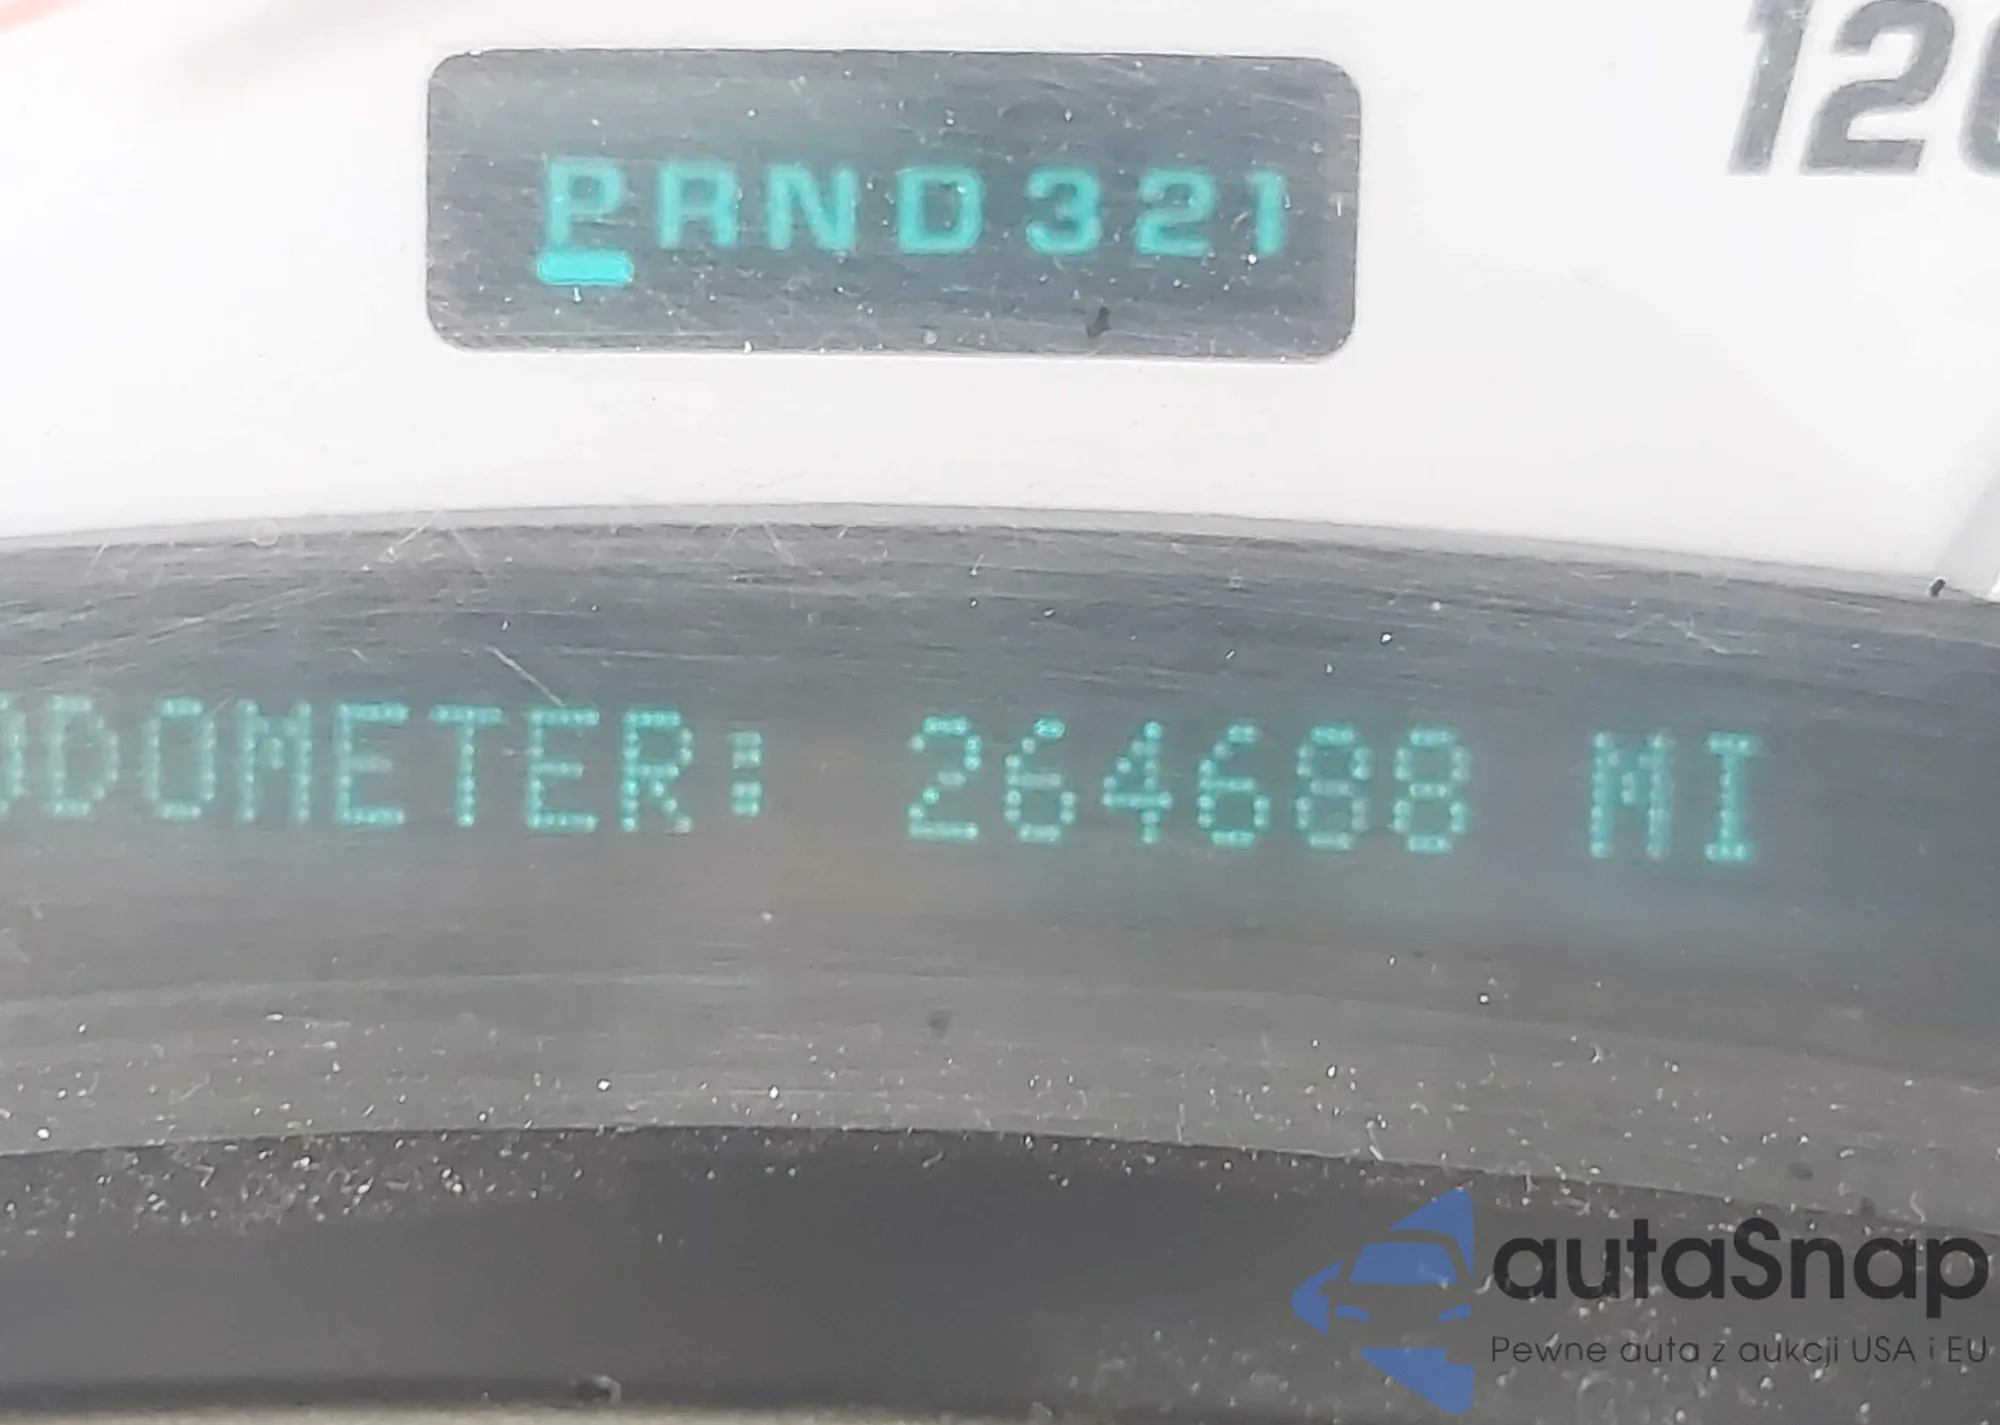 120
PRND321
ODOMETER: 264688 MI
autaSnap
Pewne auta z aukcji USA i EU